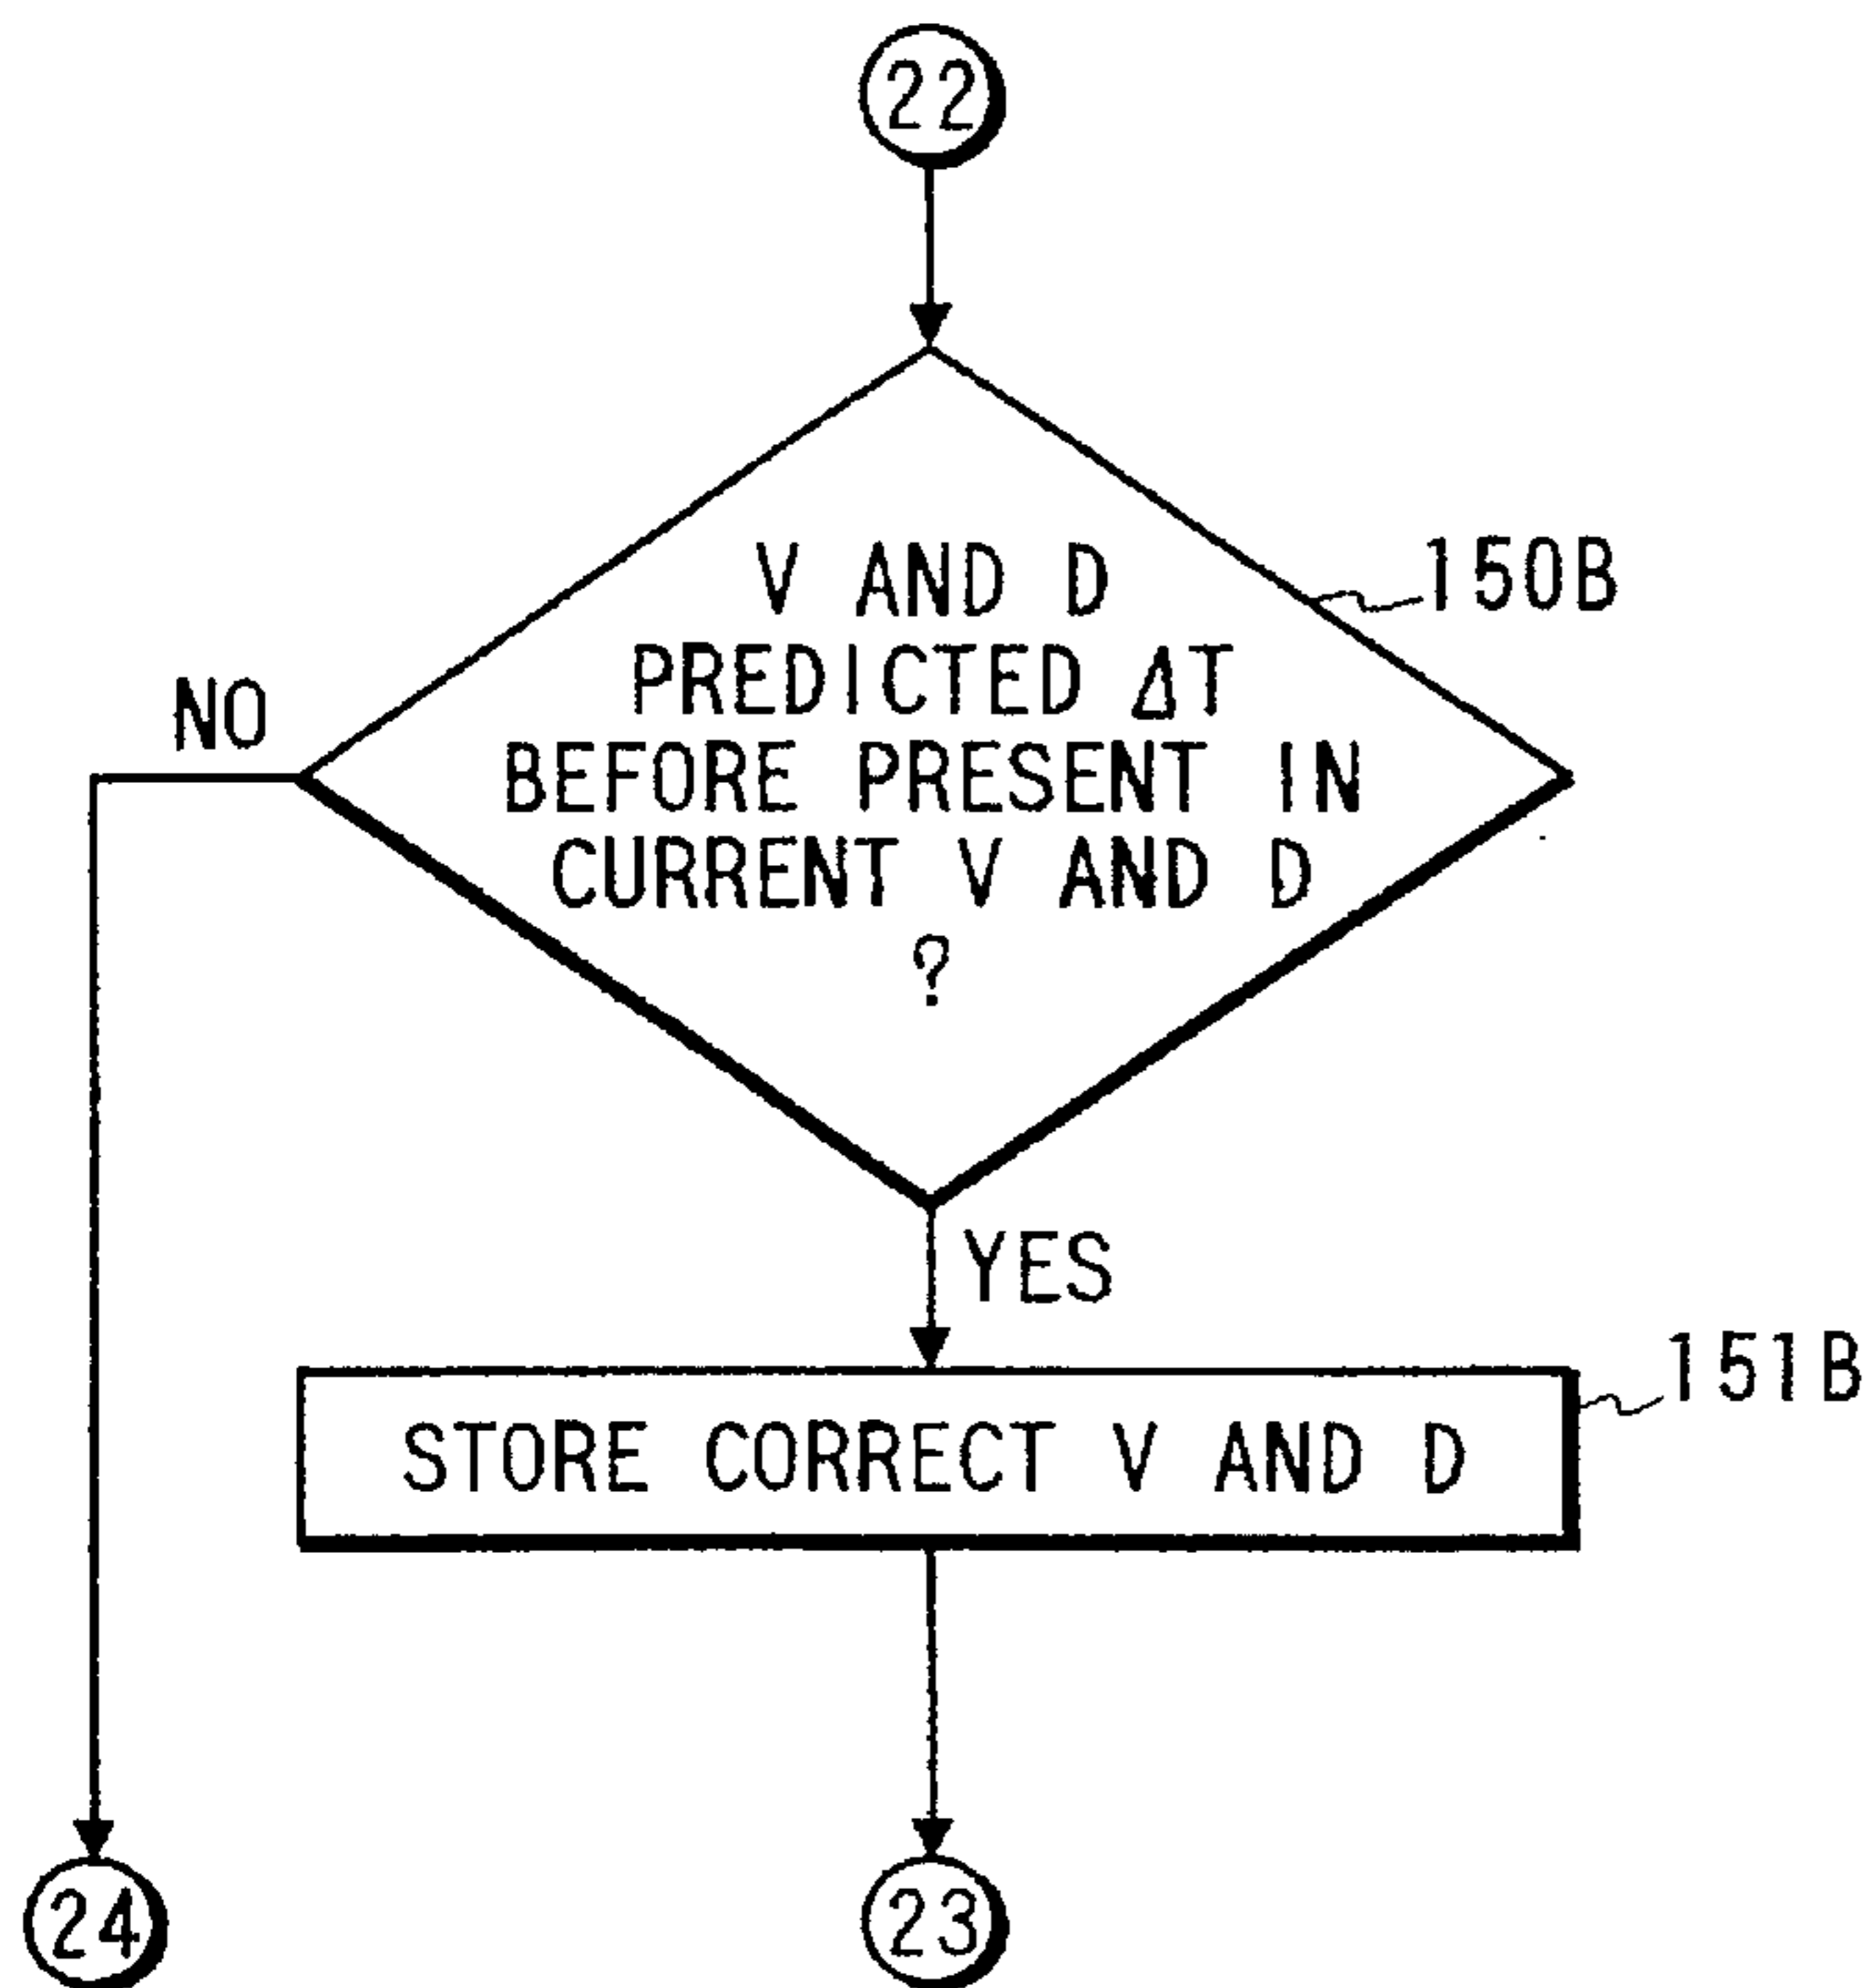 22
V AND D
150B
PREDICTED ΔT
NO
BEFORE PRESENT IN
CURRENT V AND D
?
YES
151B
STORE CORRECT V AND D
24
23